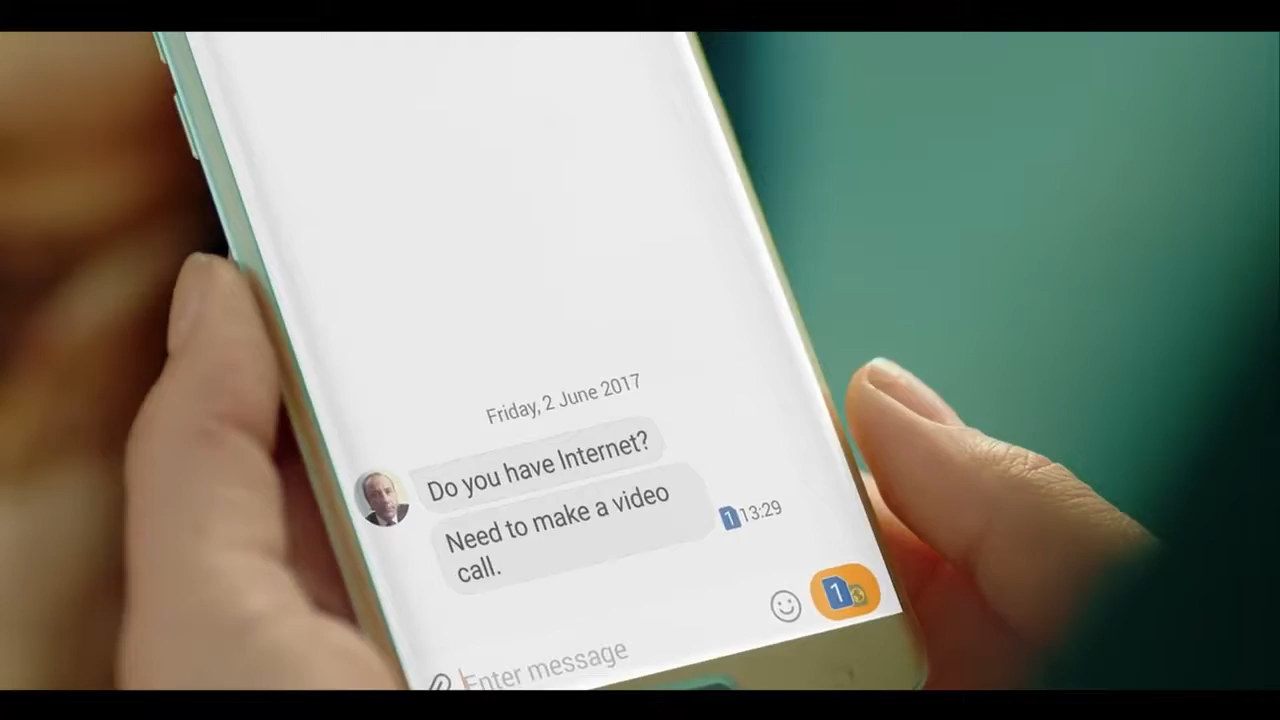 Friday, 2 June 2017
Do you have Internet?
Need to make a video
call.
1 13:29
1
Enter message